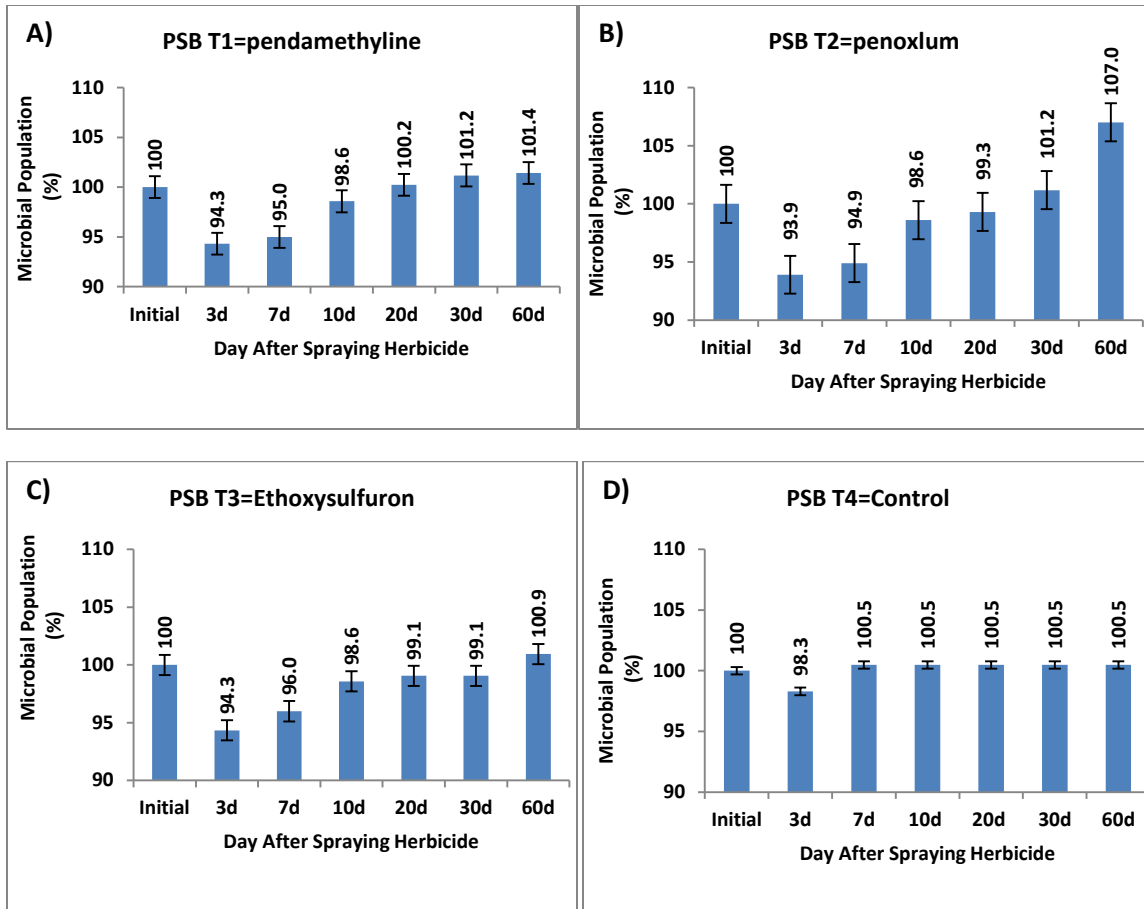 A)
PSB T1=pendamethyline
Microbial Population
(%)
110
105
100
95
90
100
94.3
95.0
98.6
100.2
101.2
101.4
Initial 3d 7d 10d 20d 30d 60d
Day After Spraying Herbicide
B)
PSB T2=penoxlum
Microbial Population
(%)
110
105
100
95
90
100
93.9
94.9
98.6
99.3
101.2
107.0
Initial 3d 7d 10d 20d 30d 60d
Day After Spraying Herbicide
C)
PSB T3=Ethoxysulfuron
Microbial Population
(%)
110
105
100
95
90
100
94.3
96.0
98.6
99.1
99.1
100.9
Initial 3d 7d 10d 20d 30d 60d
Day After Spraying Herbicide
D)
PSB T4=Control
Microbial Population
(%)
110
105
100
95
90
100
98.3
100.5
100.5
100.5
100.5
100.5
Initial 3d 7d 10d 20d 30d 60d
Day After Spraying Herbicide